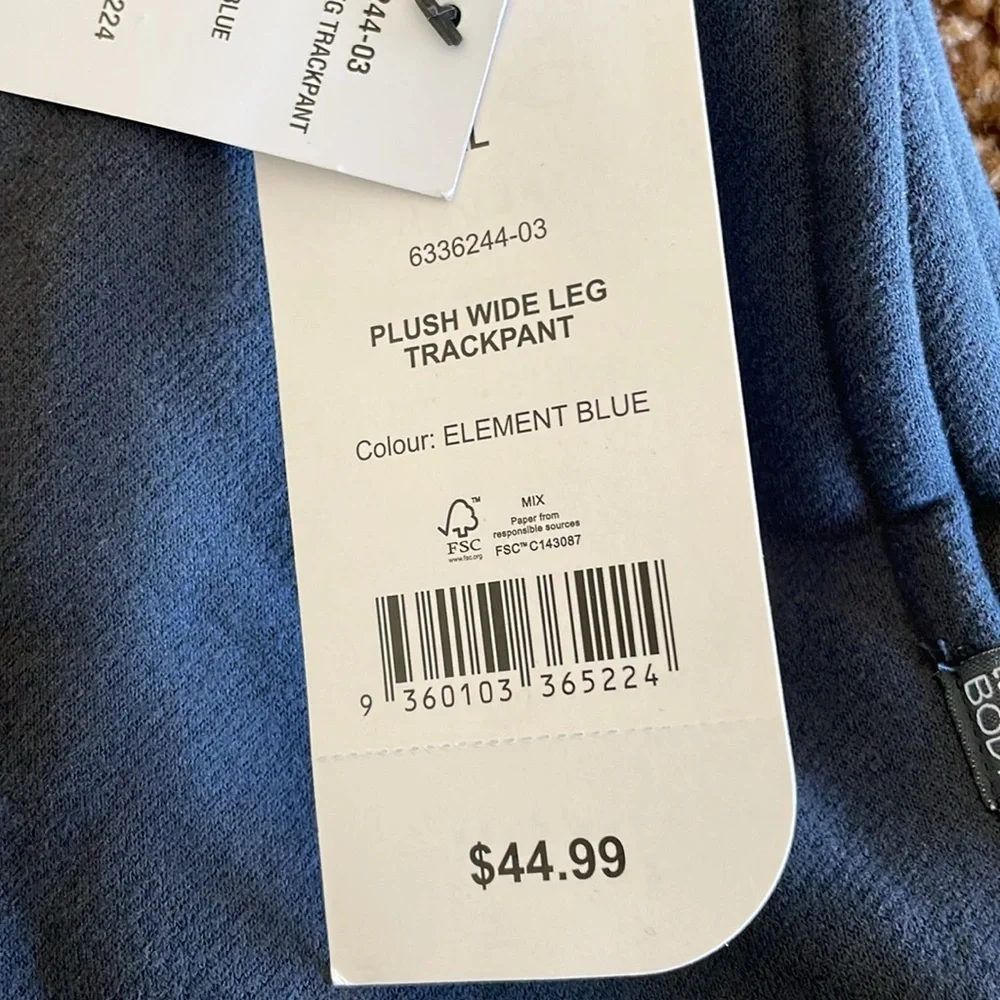 44-03
G TRACKPANT
BLUE
224
L
6336244-03
PLUSH WIDE LEG
TRACKPANT
Colour: ELEMENT BLUE
FSC™
www.fsc.org
MIX
Paper from
responsible sources
FSC™ C143087
9 360103 365224
$44.99
BOD